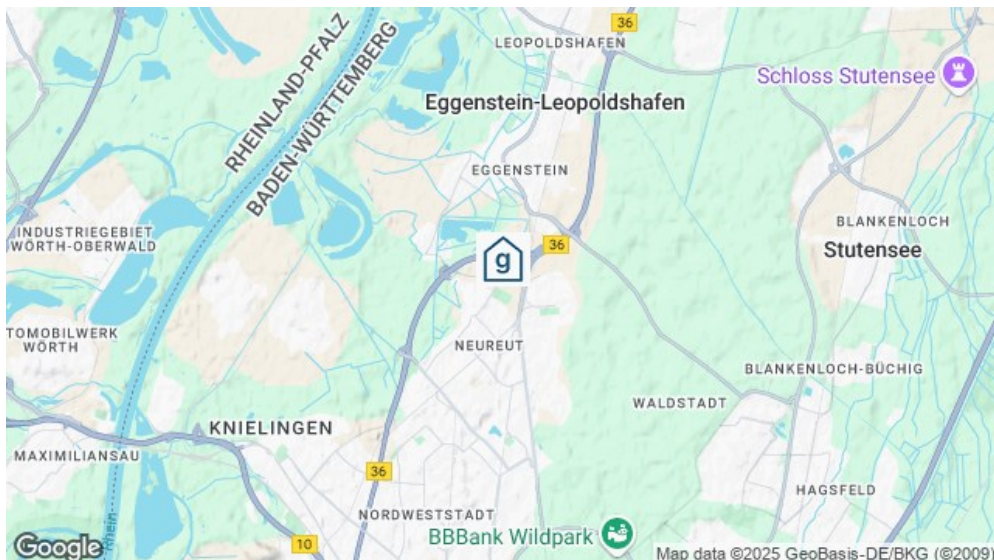 36
LEOPOLDSHAFEN
Schloss Stutensee
Eggenstein-Leopoldshafen
RHEINLAND-PFALZ
BADEN-WÜRTTEMBERG
EGGENSTEIN
INDUSTRIEGEBIET
WÖRTH-OBERWALD
BLANKENLOCH
Stutensee
36
g
TOMOBILWERK
WÖRTH
NEUREUT
BLANKENLOCH-BÜCHIG
WALDSTADT
KNIELINGEN
MAXIMILIANSAU
36
HAGSFELD
NORDWESTSTADT
Rhein
BBBank Wildpark
10
Google
Map data ©2025 GeoBasis-DE/BKG (©2009)